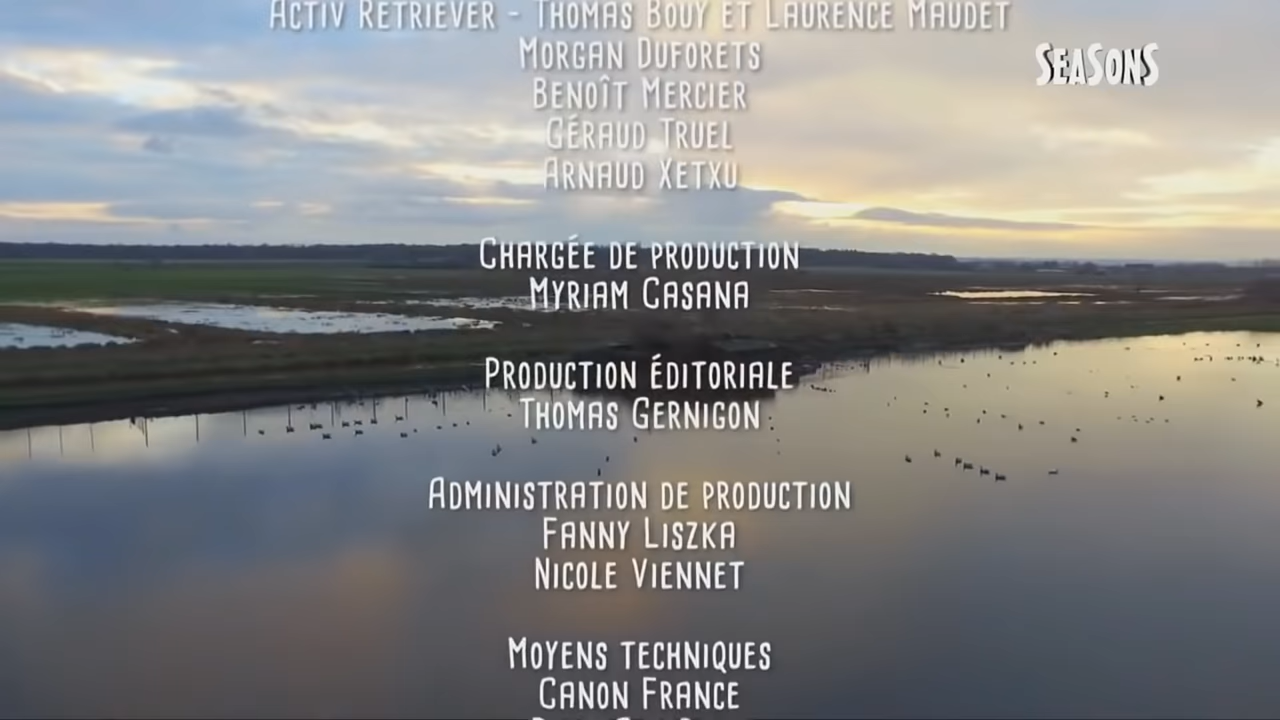 Activ Retriever - Thomas Bouy et Laurence Maudet
SEASONS
Morgan Duforets
Benoît Mercier
Géraud Truel
Arnaud Xetxu
Chargée de production
Myriam Casana
Production éditoriale
Thomas Gernigon
Administration de production
Fanny Liszka
Nicole Viennet
Moyens techniques
Canon France